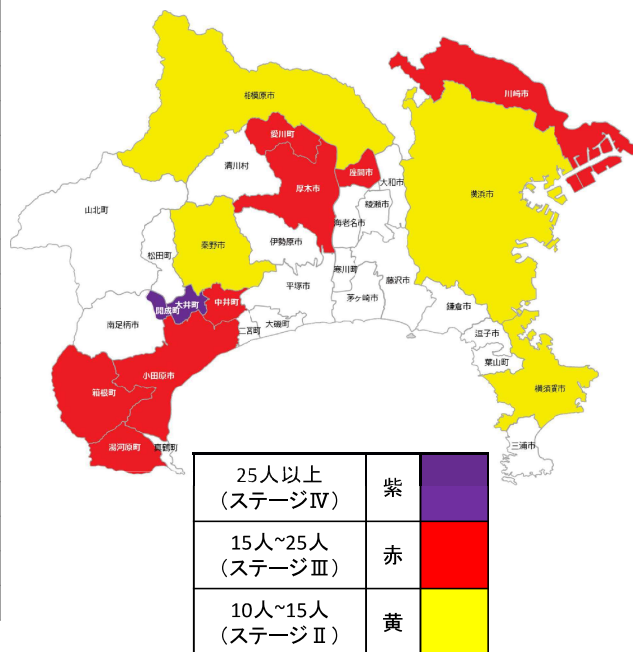 川崎市
相模原市
愛川町
清川村
座間市
大和市
厚木市
綾瀬市
横浜市
山北町
海老名市
秦野市
伊勢原市
松田町
寒川町
藤沢市
平塚市
茅ヶ崎市
大井町
中井町
開成町
鎌倉市
南足柄市
大磯町
二宮町
逗子市
葉山町
小田原市
箱根町
横須賀市
湯河原町
真鶴町
三浦市
25人以上
(ステージⅣ)
紫
15人~25人
(ステージⅢ)
赤
10人~15人
(ステージⅡ)
黄